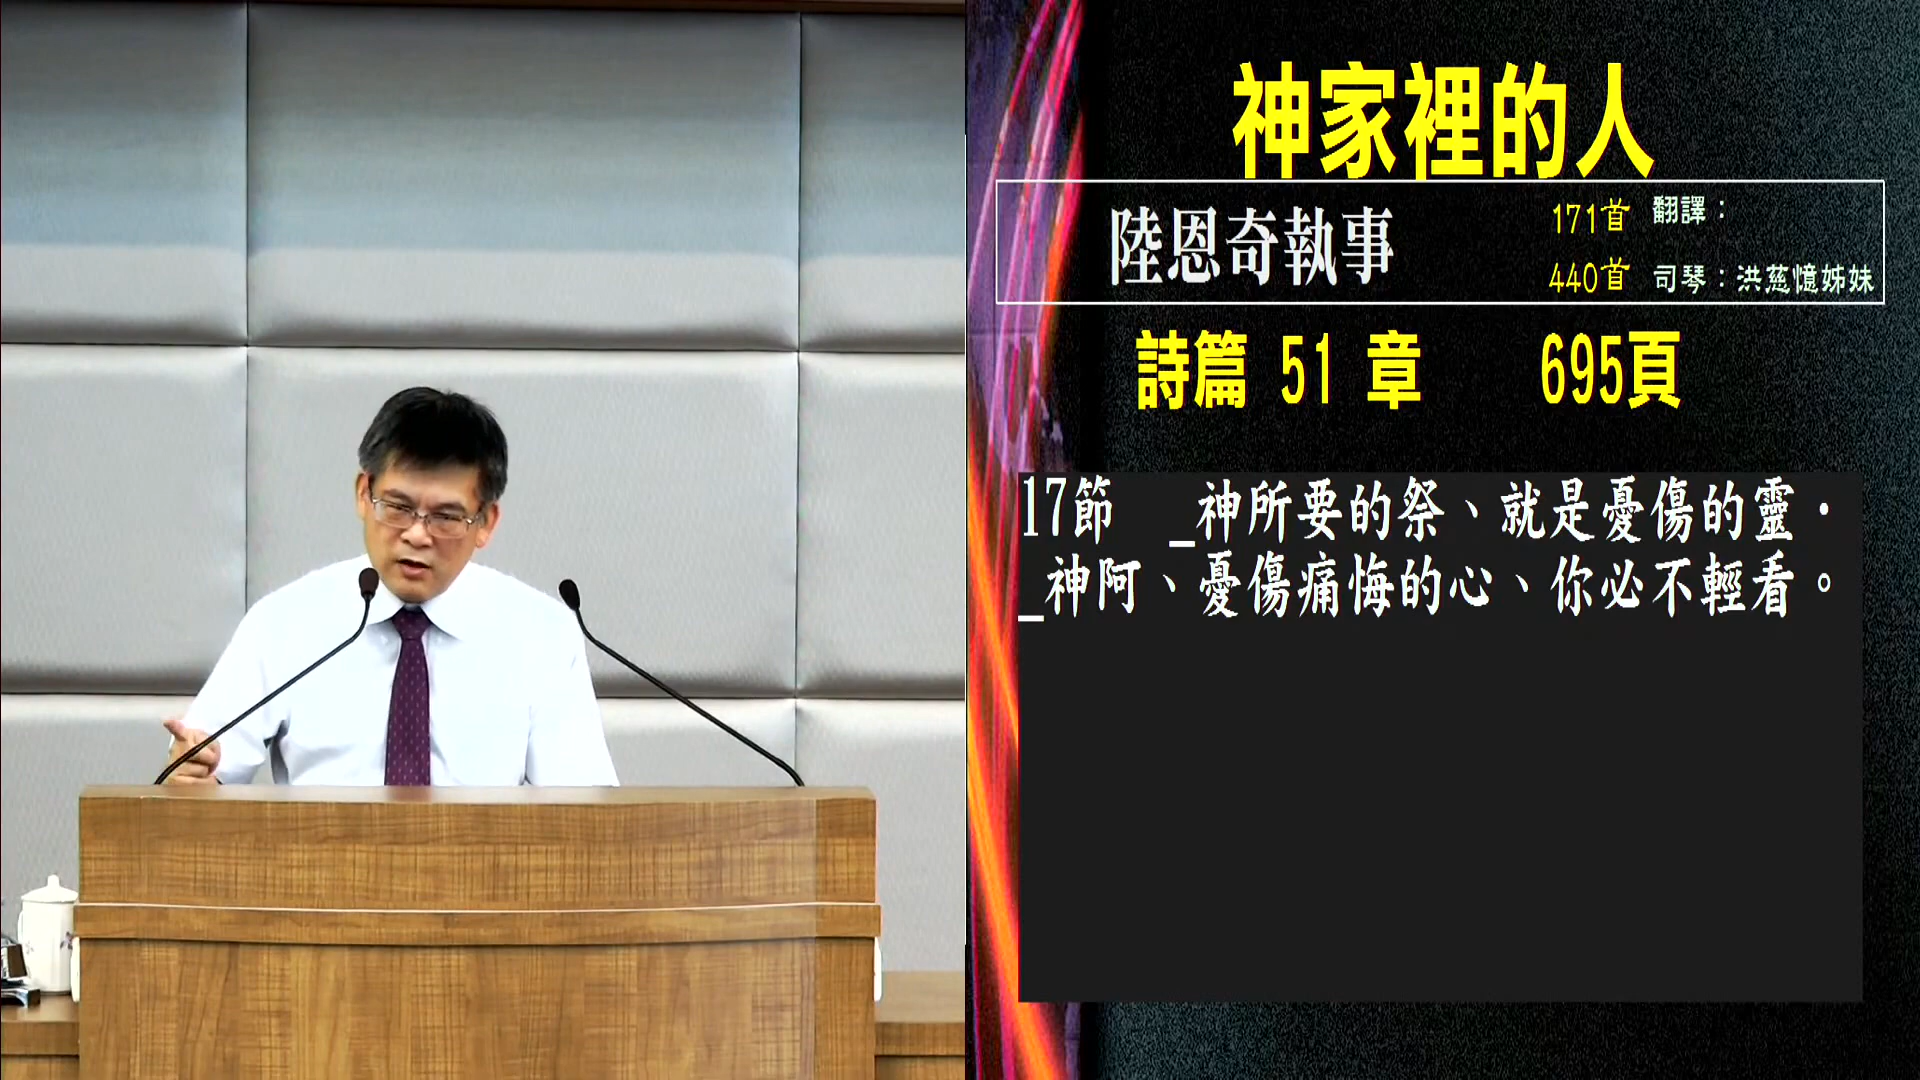 神家裡的人
陸恩奇執事
171首 翻譯：
440首 司琴：洪慈憶姊妹
詩篇 51 章 695頁
17節 _神所要的祭、就是憂傷的靈．
_神阿、憂傷痛悔的心、你必不輕看。